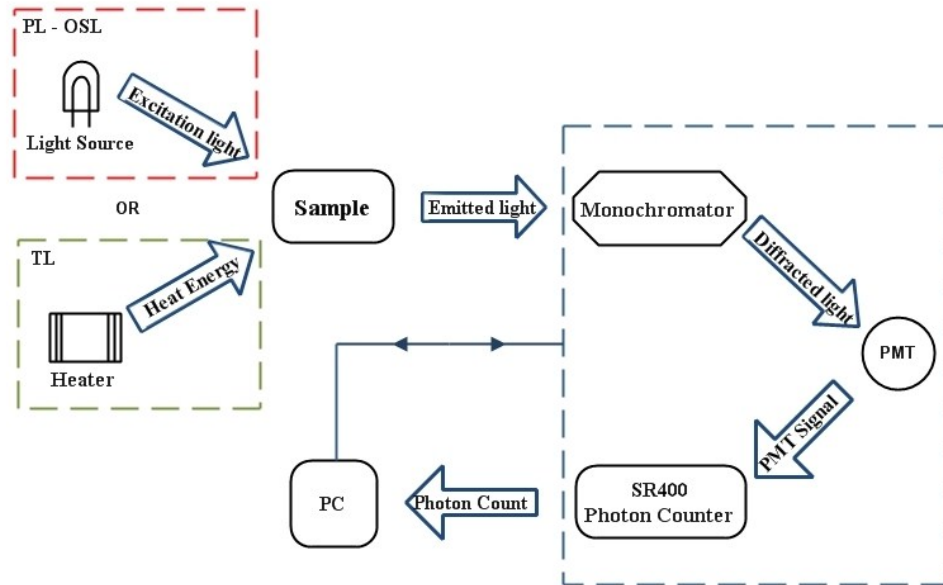 PL - OSL
Light Source
Excitation light
OR
TL
Heater
Heat Energy
Sample
Emitted light
Monochromator
Diffracted light
PMT
PMT Signal
SR400
Photon Counter
Photon Count
PC